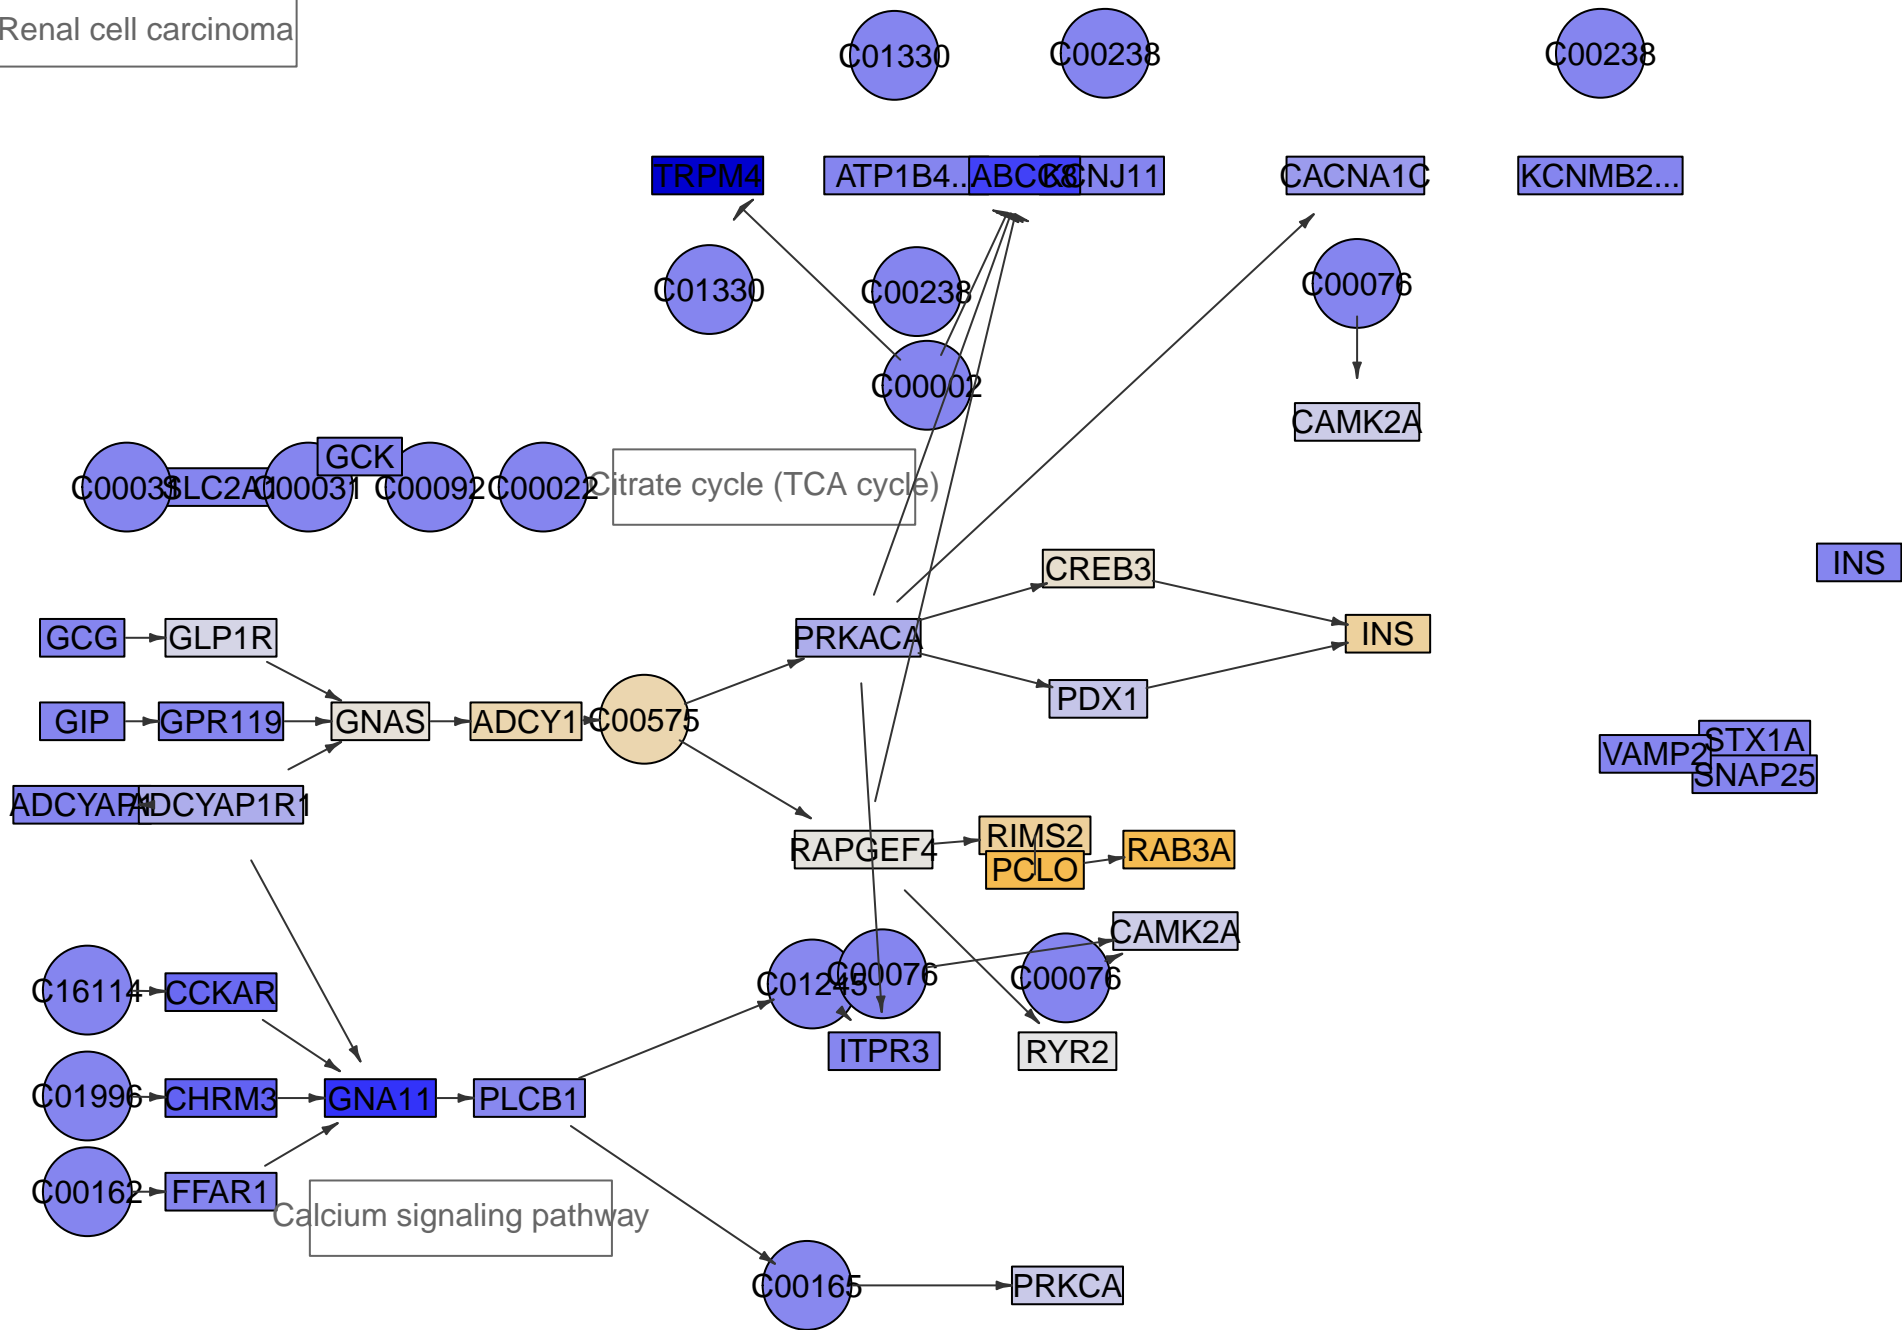 Renal cell carcinoma
C01330
C00238
C00238
TRPM4
ATP1B4...
ABCC8
KCNJ11
CACNA1C
KCNMB2...
C01330
C00238
C00076
C00002
CAMK2A
GCK
C00031
SLC2A1
C00031
C00092
C00022
Citrate cycle (TCA cycle)
CREB3
INS
GCG
GLP1R
PRKACA
INS
GIP
GPR119
GNAS
ADCY1
C00575
PDX1
STX1A
VAMP2
SNAP25
ADCYAP1
ADCYAP1R1
RAPGEF4
RIMS2
PCLO
RAB3A
CAMK2A
C16114
CCKAR
C01245
C00076
C00076
ITPR3
RYR2
C01996
CHRM3
GNA11
PLCB1
C00162
FFAR1
Calcium signaling pathway
C00165
PRKCA